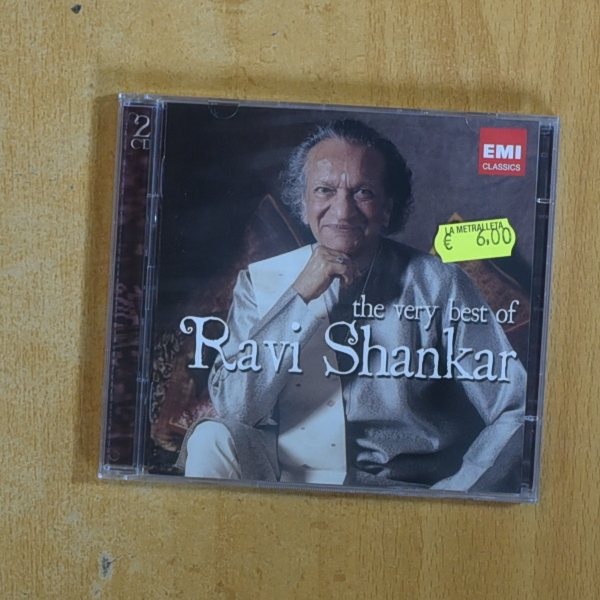 2
CD
EMI
CLASSICS
LA METRALLETA
€ 6,00
the very best of
Ravi Shankar